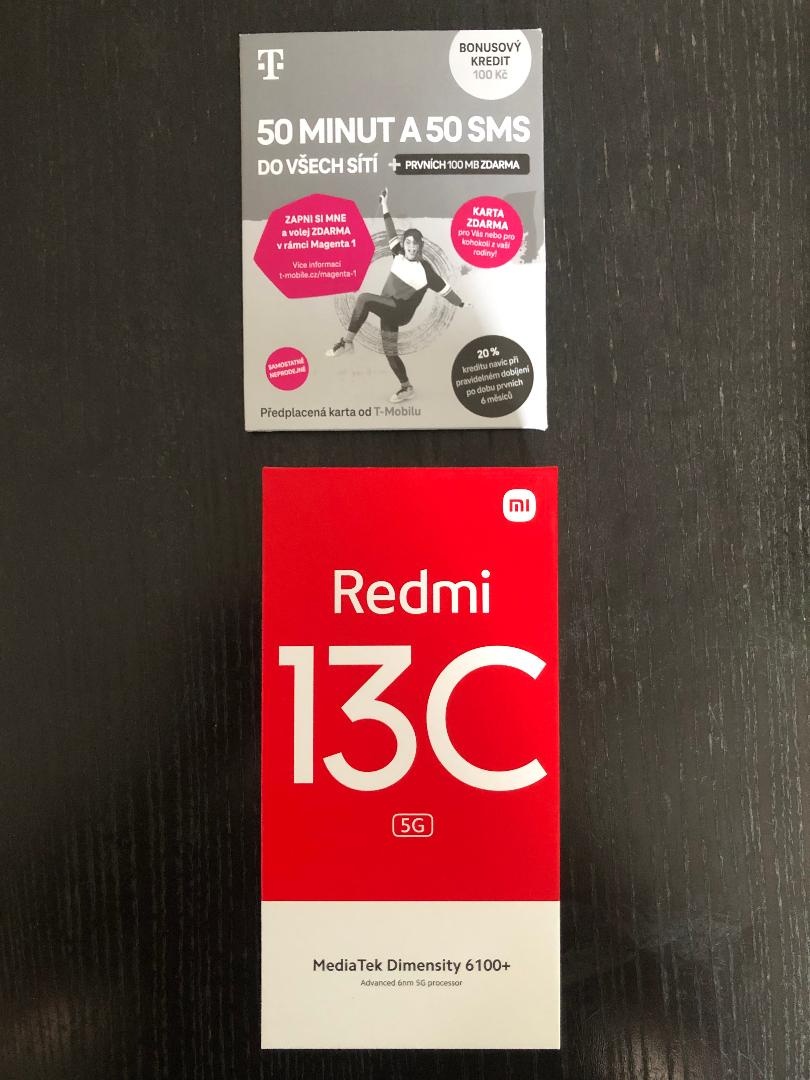 T
BONUSOVÝ
KREDIT
100 Kč
50 MINUT A 50 SMS
DO VŠECH SÍTÍ + PRVNÍCH 100 MB ZDARMA
ZAPNI SI MNE
a volej ZDARMA
v rámci Magenta 1
Více informací
t-mobile.cz/magenta-1
KARTA
ZDARMA
pro Vás nebo pro
kohokoli z vaší
rodiny!
SAMOSTATNĚ
NEPRODEJNÉ
20 %
kreditu navíc při
pravidelném dobíjení
po dobu prvních
6 měsíců
Předplacená karta od T-Mobilu
mi
Redmi
13C
5G
MediaTek Dimensity 6100+
Advanced 6nm 5G processor